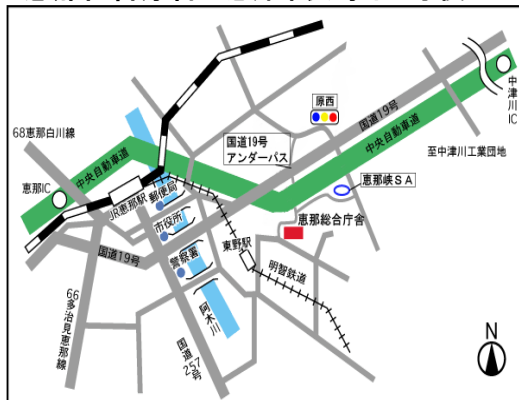 中津川IC
原西
国道19号
国道19号
アンダーパス
中央自動車道
至中津川工業団地
68恵那白川線
中央自動車道
恵那IC
JR恵那駅
郵便局
恵那峡SA
市役所
恵那総合庁舎
東野駅
国道19号
警察署
明智鉄道
阿木川
66多治見恵那線
国道257号
N